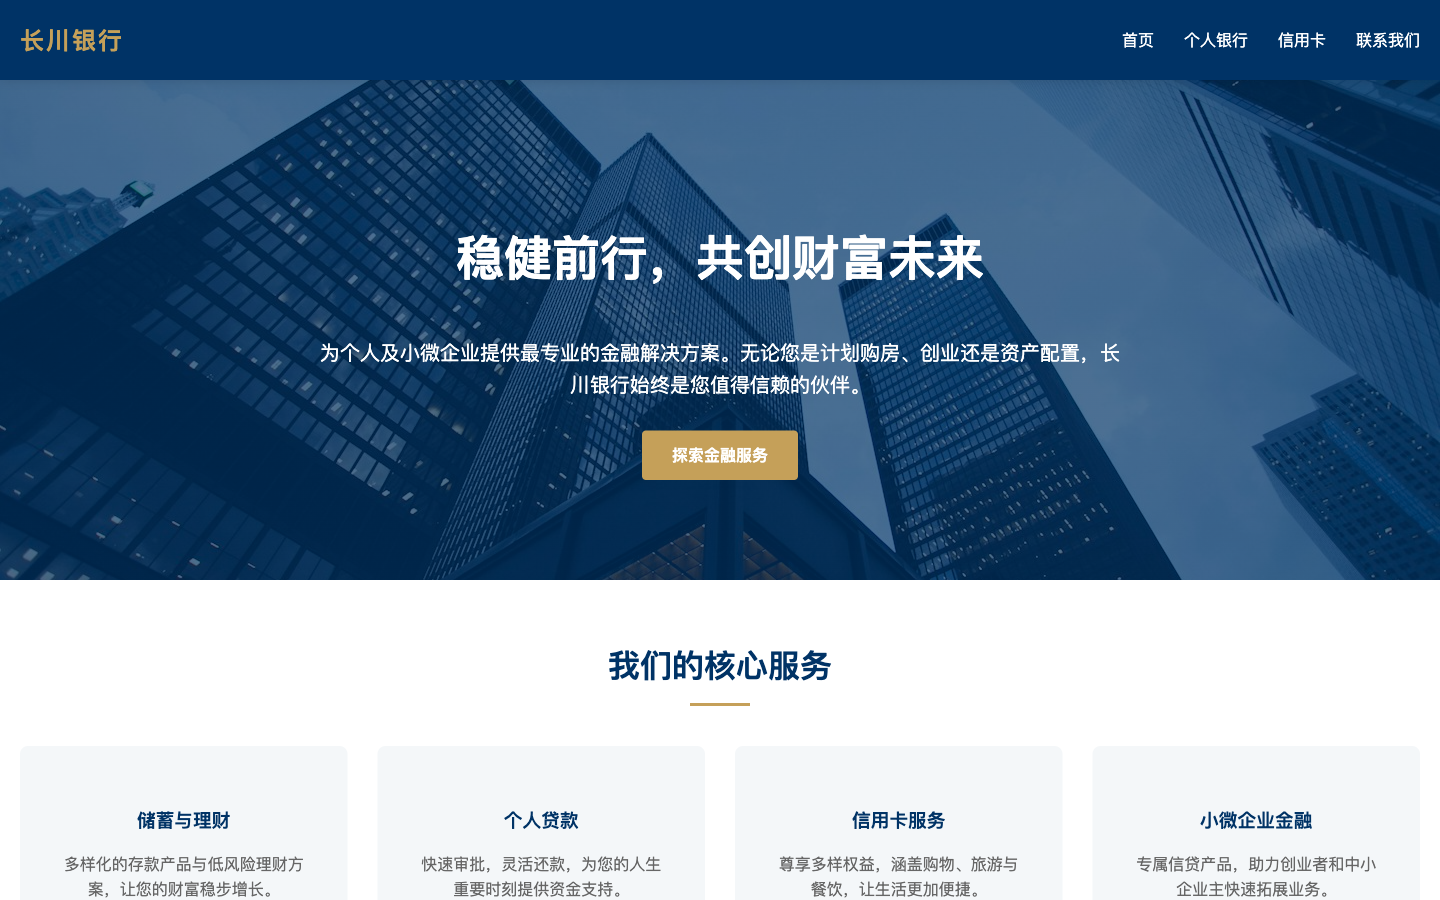 长川银行
首页 个人银行 信用卡 联系我们
稳健前行，共创财富未来
为个人及小微企业提供最专业的金融解决方案。无论您是计划购房、创业还是资产配置，长
川银行始终是您值得信赖的伙伴。
探索金融服务
我们的核心服务
储蓄与理财
多样化的存款产品与低风险理财方
案，让您的财富稳步增长。
个人贷款
快速审批，灵活还款，为您的人生
重要时刻提供资金支持。
信用卡服务
尊享多样权益，涵盖购物、旅游与
餐饮，让生活更加便捷。
小微企业金融
专属信贷产品，助力创业者和中小
企业主快速拓展业务。